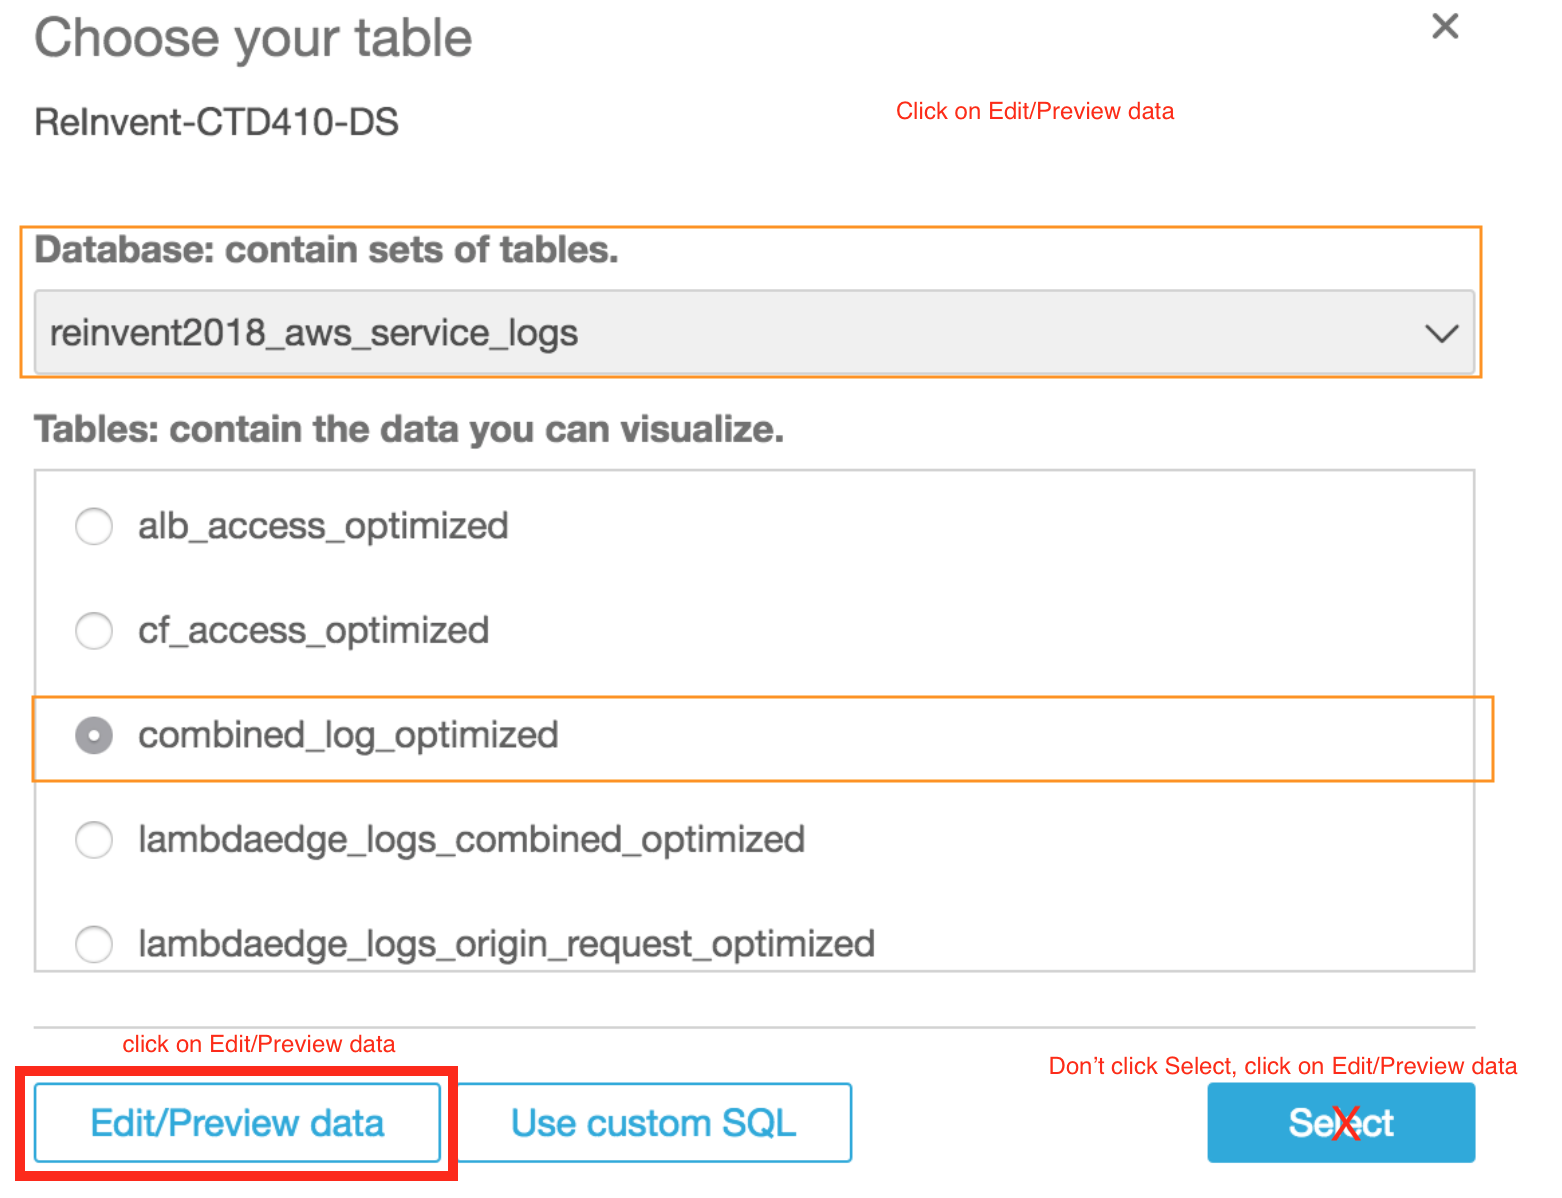 Choose your table
ReInvent-CTD410-DS
Click on Edit/Preview data
Database: contain sets of tables.
reinvent2018_aws_service_logs
Tables: contain the data you can visualize.
alb_access_optimized
cf_access_optimized
combined_log_optimized
lambdaedge_logs_combined_optimized
lambdaedge_logs_origin_request_optimized
click on Edit/Preview data
Don’t click Select, click on Edit/Preview data
Edit/Preview data
Use custom SQL
Select
X